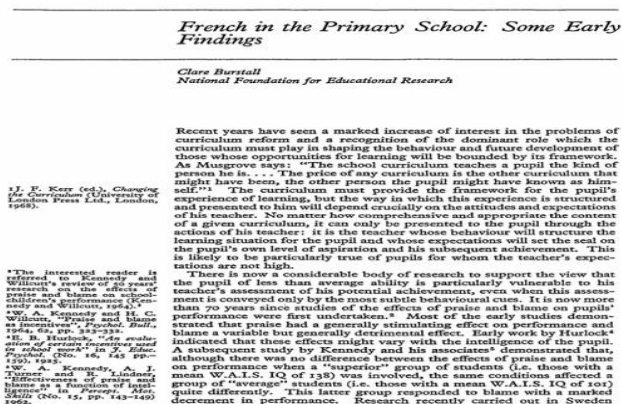 French in the Primary School: Some Early
Findings
Clare Burstall
National Foundation for Educational Research
Recent years have seen a marked increase of interest in the problems of
curriculum reform and a recognition of the dominant role which the
curriculum must play in shaping the behaviour and future development of
those whose opportunities for learning will be bounded by its framework.
As Musgrove says: “The school curriculum teaches a pupil the kind of
person he is. . . . The price of any curriculum is the other curriculum that
might have been, the other person the pupil might have known as him-
self.”¹ The curriculum must provide the framework for the pupil's
experience of learning, but the way in which this experience is structured
and presented to him will depend crucially on the attitudes and expectations
of his teacher. No matter how comprehensive and appropriate the content
of a given curriculum, it can only be presented to the pupil through the
actions of his teacher: it is the teacher whose behaviour will structure the
learning situation for the pupil and whose expectations will set the seal on
the pupil's own level of aspiration and his subsequent achievement. This
is likely to be particularly true of pupils for whom the teacher's expec-
tations are not high.
There is now a considerable body of research to support the view that
the pupil of less than average ability is particularly vulnerable to his
teacher's assessment of his potential achievement, even when this assess-
ment is conveyed only by the most subtle behavioural cues. It is now more
than 70 years since studies of the effects of praise and blame on pupils'
performance were first undertaken.² Most of the early studies demon-
strated that praise had a generally stimulating effect on performance and
blame a variable but generally detrimental effect. Early work by Hurlock³
indicated that these effects might vary with the intelligence of the pupil.
A subsequent study by Kennedy and his associates⁴ demonstrated that,
although there was no difference between the effects of praise and blame
on performance when a “superior” group of students (i.e. those with a
mean W.A.I.S. IQ of 138) was involved, the same conditions affected a
group of “average” students (i.e. those with a mean W.A.I.S. IQ of 101)
quite differently. This latter group responded to blame with a marked
decrement in performance. Research recently carried out in Sweden
¹ J. F. Kerr (ed.), Changing
the Curriculum (University of
London Press Ltd., London,
1968).
The interested reader is
referred to Kennedy and
Willcutt's review of 50 years'
research on the effects of
praise and blame on school-
children's performance (Ken-
nedy and Willcutt, 1964).
W. A. Kennedy and H. C.
Willcutt, “Praise and blame
as incentives”, Psychol. Bull.,
1964, 62, pp. 323–332.
E. B. Hurlock, “An evalu-
ation of certain incentives used
in school work” in J. Educ.
Psychol. (No. 16, 145 pp.–
159), 1925.
W. A. Kennedy, A. J.
Turner and R. Lindner,
“Effectiveness of praise and
blame as a function of intel-
ligence” in Percept. Mot.
Skills (No. 15, pp. 143–149)
1962.